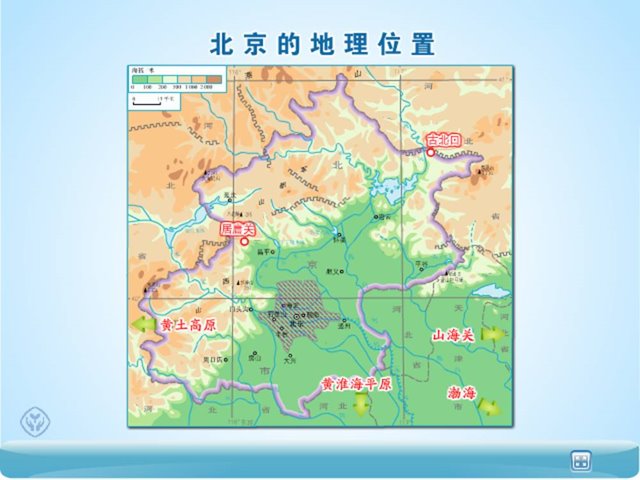 北京的地理位置
海拔 米
0 100 200 500 1000 2000
燕
山
河
北
省
古北口
居庸关
延庆
密云
怀柔
昌平
京
顺义
平谷
门头沟
海淀
石景山
朝阳
北京
丰台
通州
黄土高原
山海关
天
津
市
周口店
房山
大兴
黄淮海平原
渤海
河
北
省
河
北
省